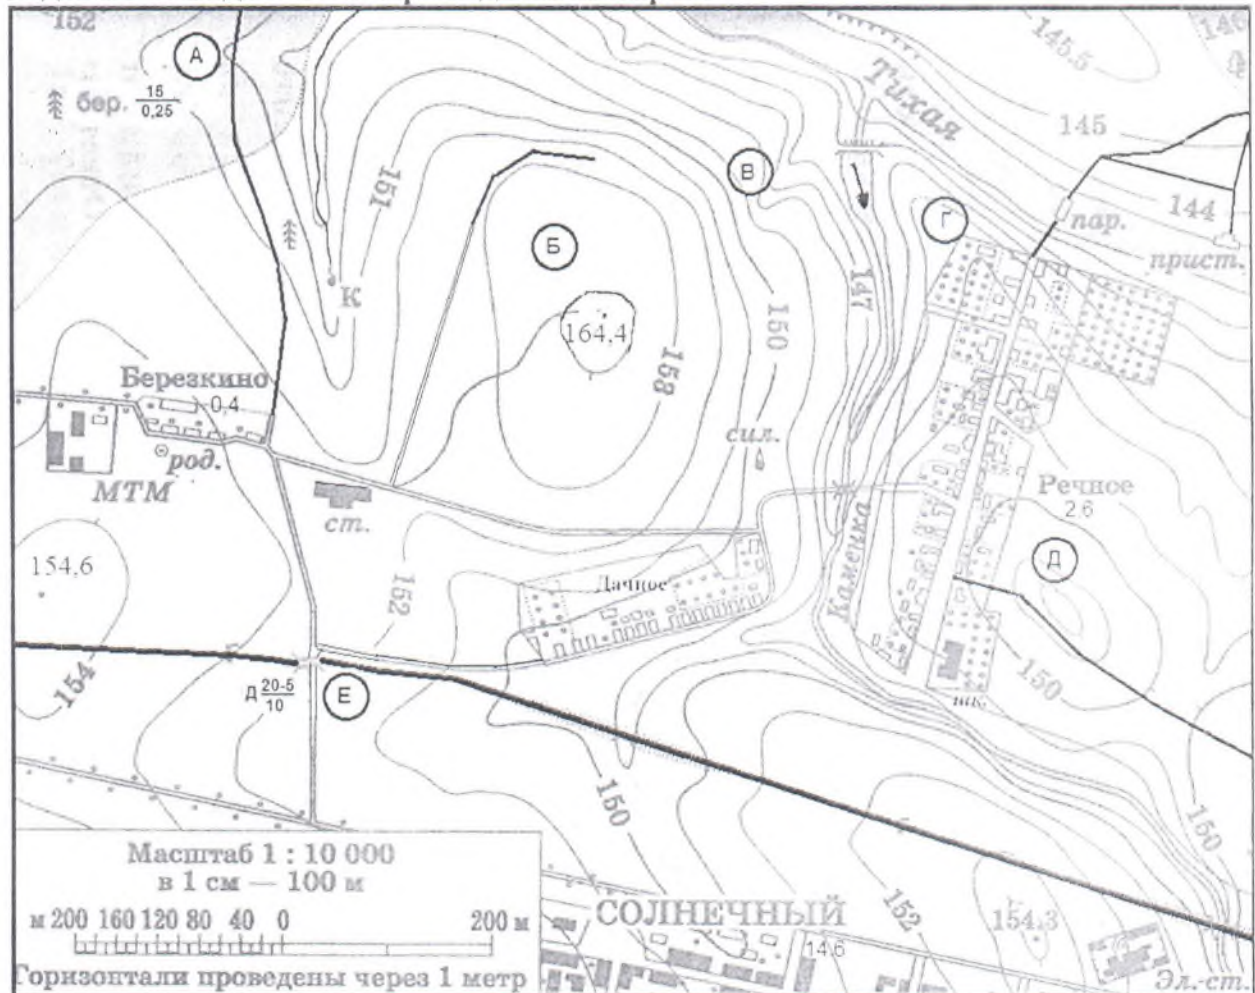 152
А
бер. 15/0,25
151
Б
164,4
В
Тихая
145.5
145
144
Г
пар.
прист.
147
150
153
К
Березкино
0,4
род.
МТМ
ст.
сил.
Речное
2.6
Каменка
Д
154,6
Дачное
152
154
Д 20-5/10
Е
150
шк.
150
150
Масштаб 1 : 10 000
в 1 см — 100 м
м 200 160 120 80 40 0 200 м
Горизонтали проведены через 1 метр
СОЛНЕЧНЫЙ
14.6
152
154,3
Эл.-ст.